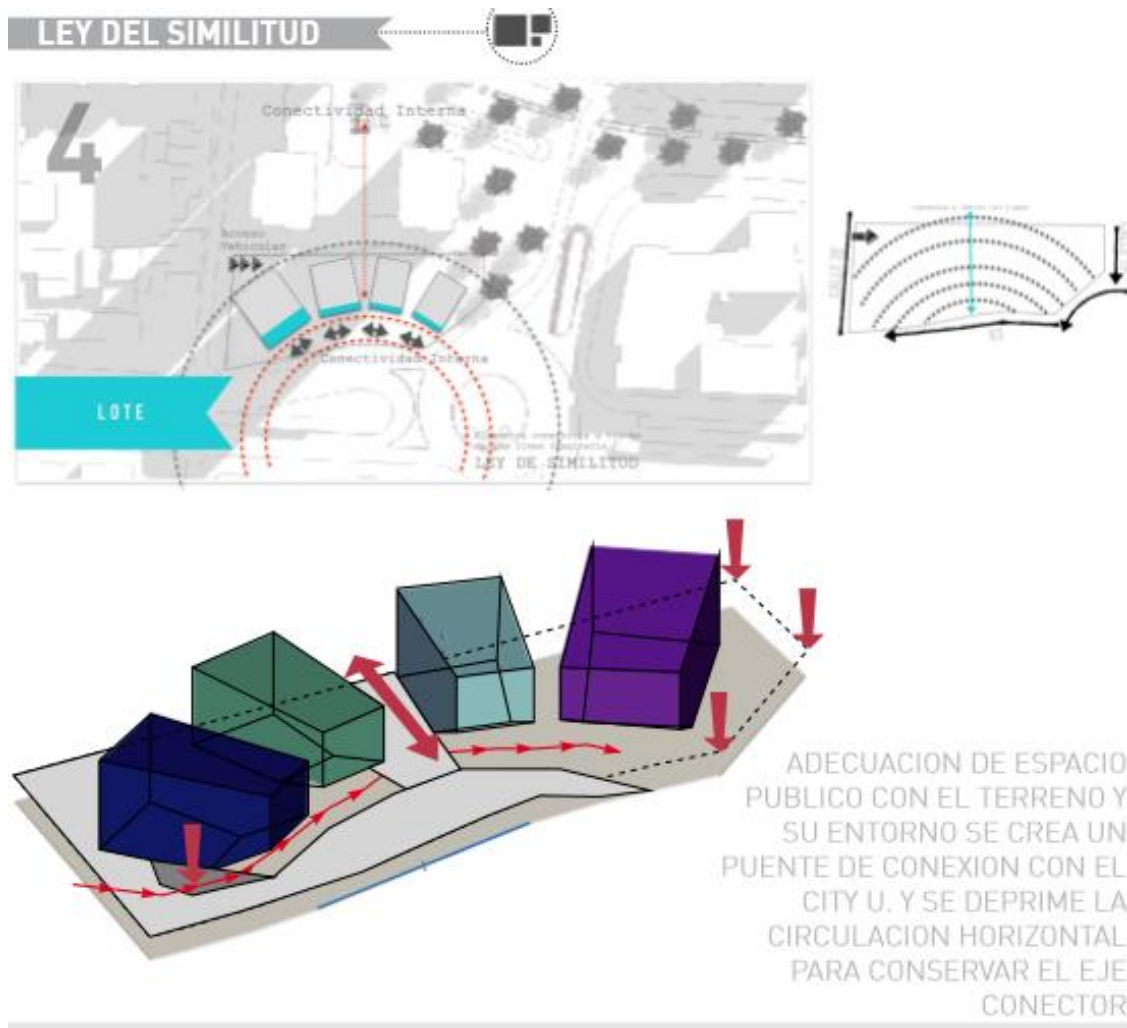 LEY DEL SIMILITUD
4
Conectividad Interna
Acceso
Vehicular
Conectividad Interna
LOTE
LEY DE SIMILITUD
ADECUACION DE ESPACIO
PUBLICO CON EL TERRENO Y
SU ENTORNO SE CREA UN
PUENTE DE CONEXION CON EL
CITY U. Y SE DEPRIME LA
CIRCULACION HORIZONTAL
PARA CONSERVAR EL EJE
CONECTOR